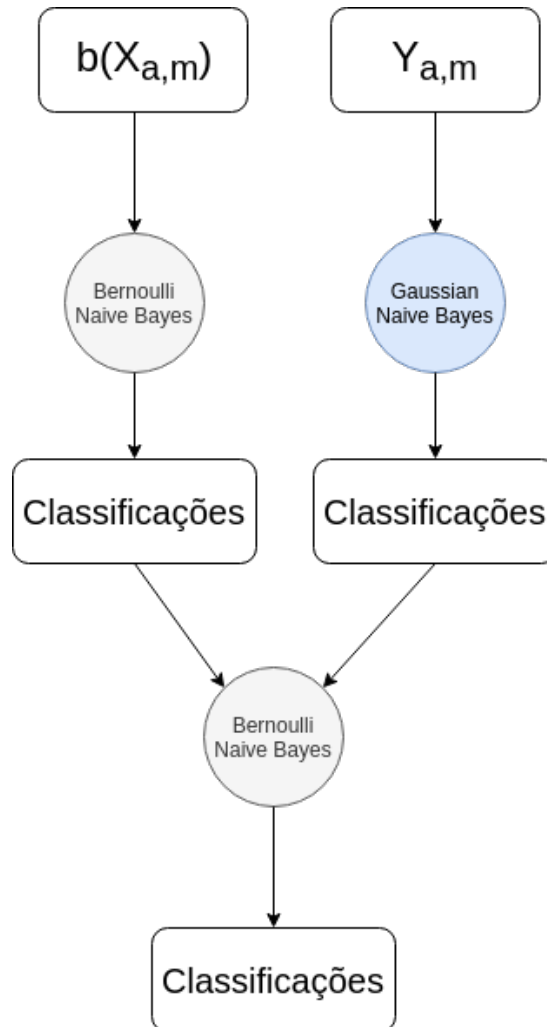 b(Xa,m)
Ya,m
Bernoulli
Naive Bayes
Gaussian
Naive Bayes
Classificações
Classificações
Bernoulli
Naive Bayes
Classificações